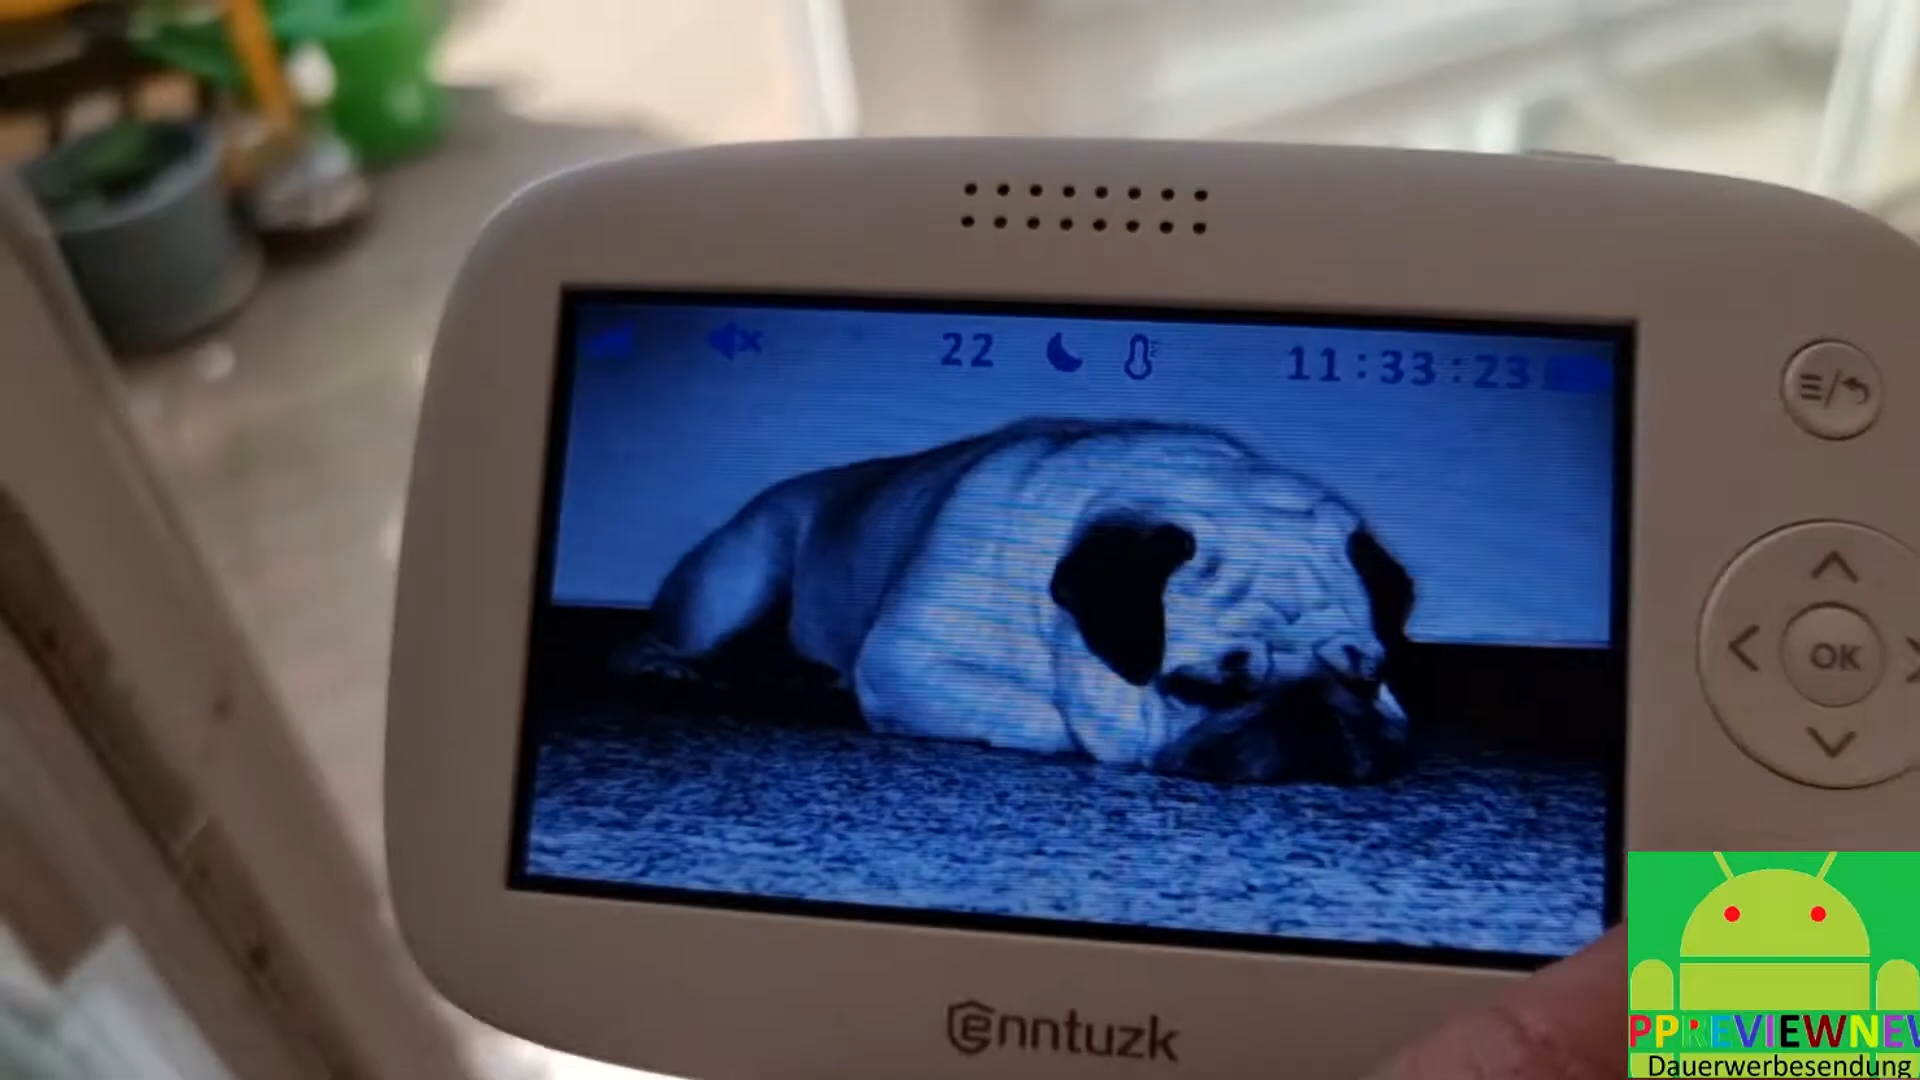 22
11:33:23
OK
enntuzk
PPREVIEWNEW
Dauerwerbesendung